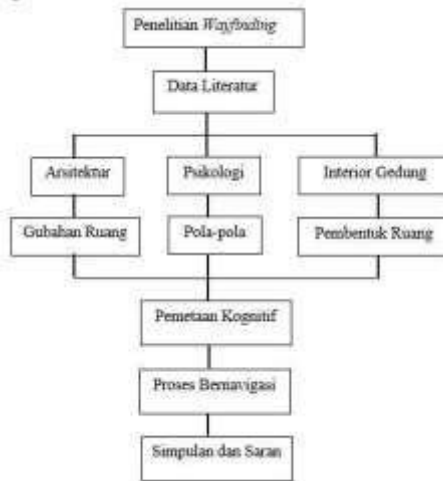 Penelitian Wayfinding
Data Literatur
Arsitektur
Psikologi
Interior Gedung
Gubahan Ruang
Pola-pola
Pembentuk Ruang
Pemetaan Kognitif
Proses Bernavigasi
Simpulan dan Saran